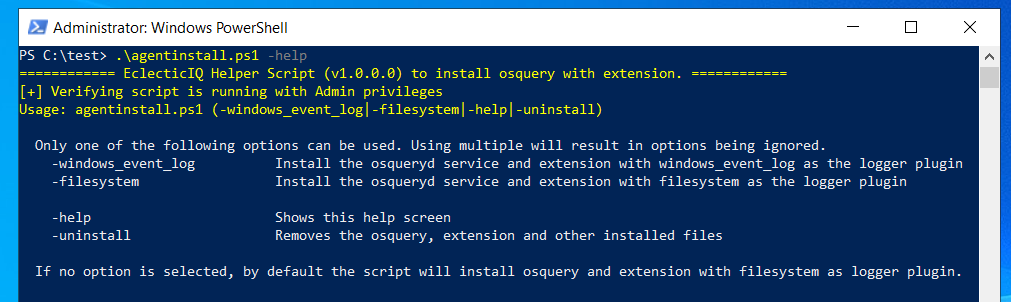 Administrator: Windows PowerShell
PS C:\test> .\agentinstall.ps1 -help
============ EclecticIQ Helper Script (v1.0.0.0) to install osquery with extension. ============
[+] Verifying script is running with Admin privileges
Usage: agentinstall.ps1 (-windows_event_log|-filesystem|-help|-uninstall)
Only one of the following options can be used. Using multiple will result in options being ignored.
-windows_event_log Install the osqueryd service and extension with windows_event_log as the logger plugin
-filesystem Install the osqueryd service and extension with filesystem as the logger plugin
-help Shows this help screen
-uninstall Removes the osquery, extension and other installed files
If no option is selected, by default the script will install osquery and extension with filesystem as logger plugin.